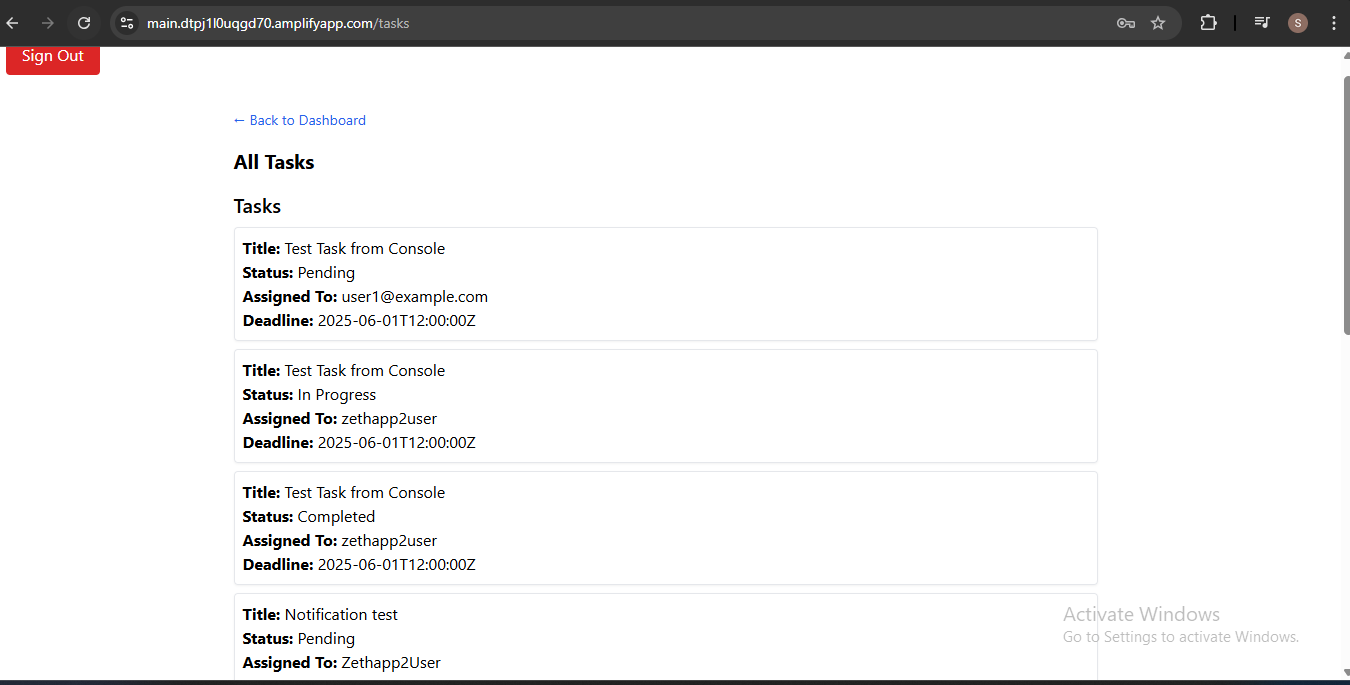 main.dtpj1l0uqgd70.amplifyapp.com/tasks
S
Sign Out
← Back to Dashboard
All Tasks
Tasks
Title: Test Task from Console
Status: Pending
Assigned To: user1@example.com
Deadline: 2025-06-01T12:00:00Z
Title: Test Task from Console
Status: In Progress
Assigned To: zethapp2user
Deadline: 2025-06-01T12:00:00Z
Title: Test Task from Console
Status: Completed
Assigned To: zethapp2user
Deadline: 2025-06-01T12:00:00Z
Title: Notification test
Status: Pending
Assigned To: Zethapp2User
Activate Windows
Go to Settings to activate Windows.